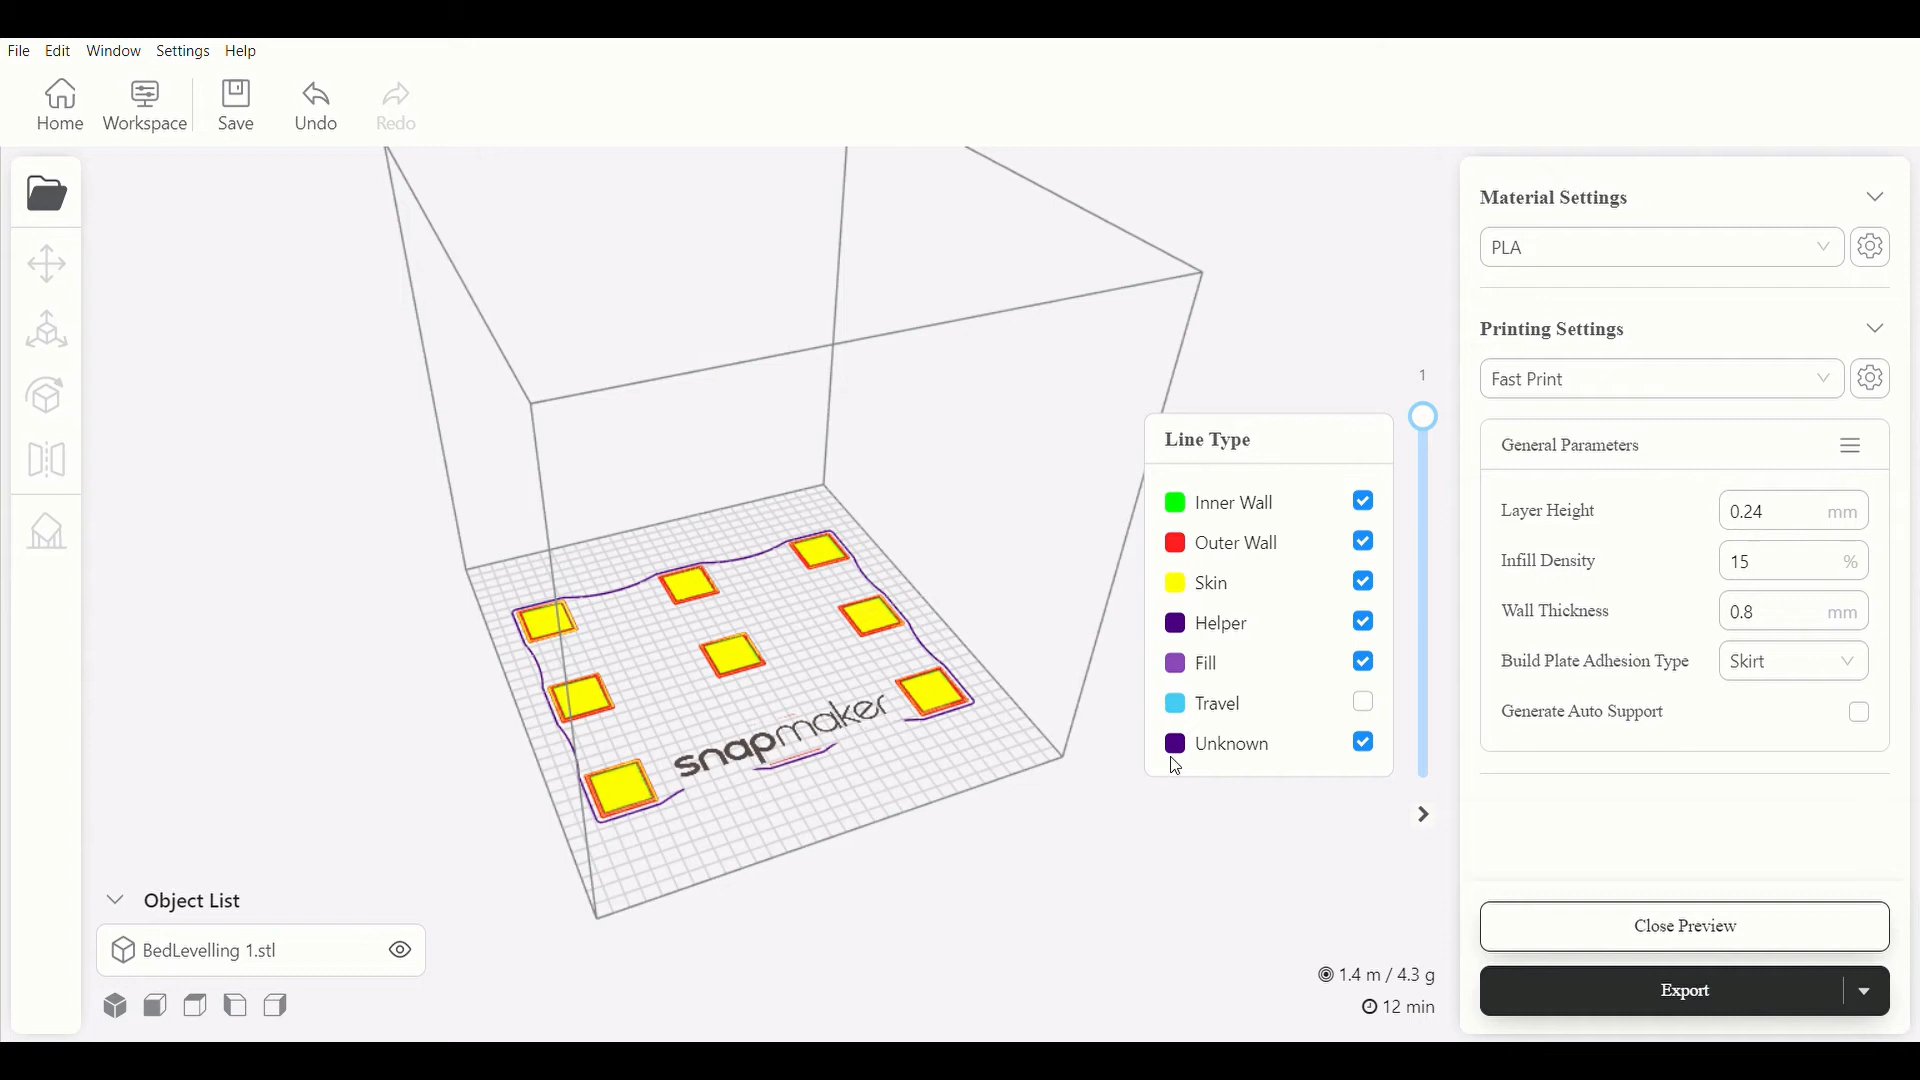 File Edit Window Settings Help
Home Workspace Save Undo Redo
Material Settings
PLA
Printing Settings
Fast Print
General Parameters
Layer Height 0.24 mm
Infill Density 15 %
Wall Thickness 0.8 mm
Build Plate Adhesion Type Skirt
Generate Auto Support
1
Line Type
Inner Wall
Outer Wall
Skin
Helper
Fill
Travel
Unknown
snapmaker
Object List
BedLevelling 1.stl
1.4 m / 4.3 g
12 min
Close Preview
Export